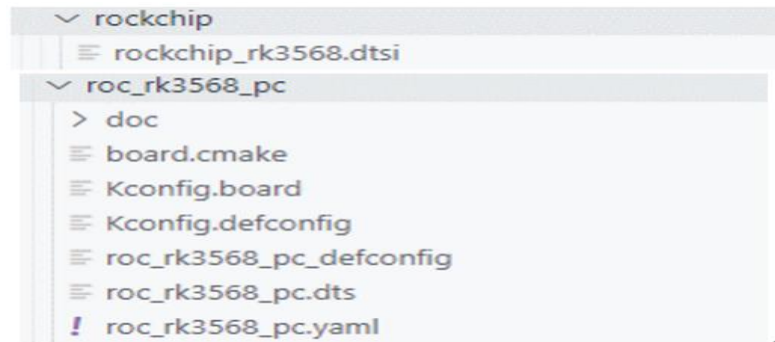 rockchip
rockchip_rk3568.dtsi
roc_rk3568_pc
doc
board.cmake
Kconfig.board
Kconfig.defconfig
roc_rk3568_pc_defconfig
roc_rk3568_pc.dts
! roc_rk3568_pc.yaml